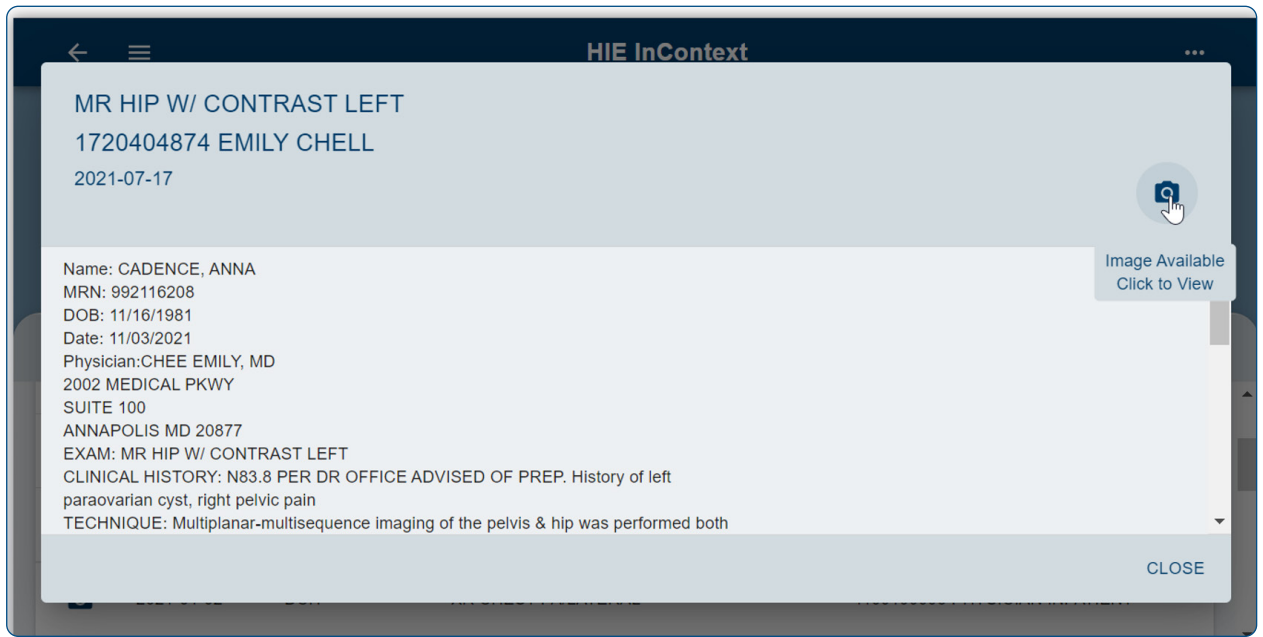 HIE InContext
MR HIP W/ CONTRAST LEFT
1720404874 EMILY CHELL
2021-07-17
Image Available
Click to View
Name: CADENCE, ANNA
MRN: 992116208
DOB: 11/16/1981
Date: 11/03/2021
Physician:CHEE EMILY, MD
2002 MEDICAL PKWY
SUITE 100
ANNAPOLIS MD 20877
EXAM: MR HIP W/ CONTRAST LEFT
CLINICAL HISTORY: N83.8 PER DR OFFICE ADVISED OF PREP. History of left
paraovarian cyst, right pelvic pain
TECHNIQUE: Multiplanar-multisequence imaging of the pelvis & hip was performed both
CLOSE